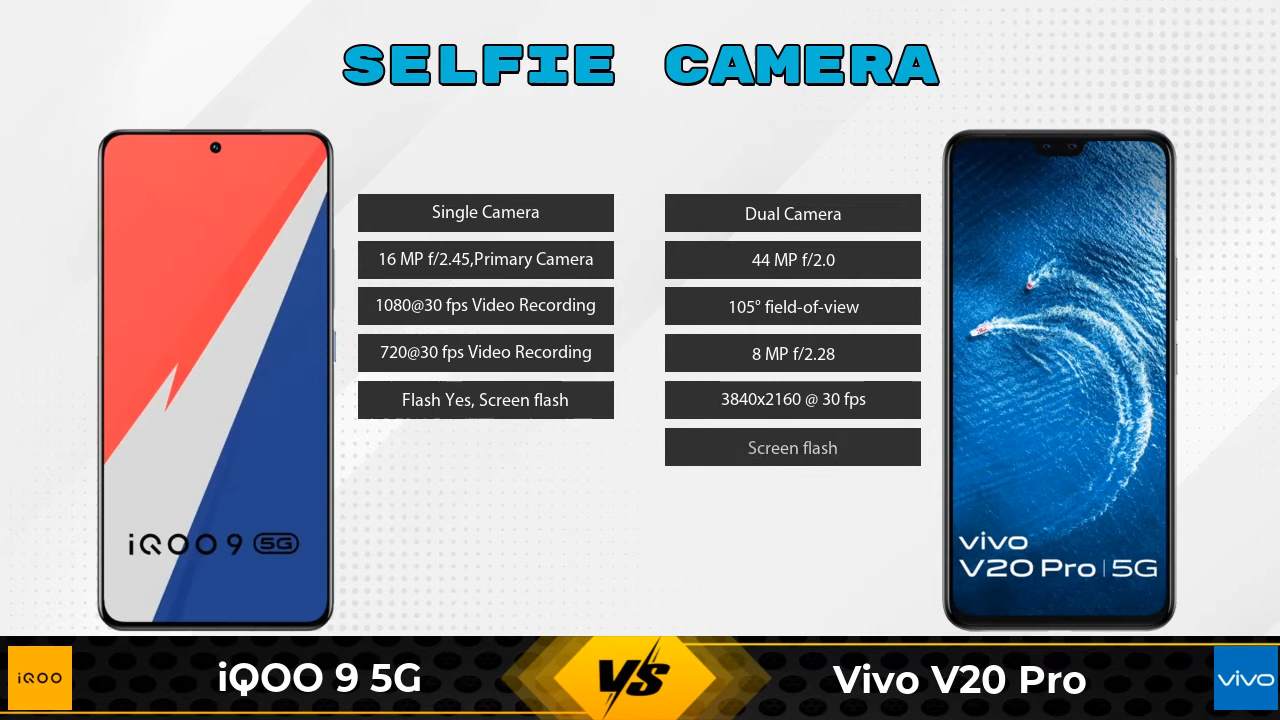 SELFIE CAMERA
Single Camera
16 MP f/2.45,Primary Camera
1080@30 fps Video Recording
720@30 fps Video Recording
Flash Yes, Screen flash
Dual Camera
44 MP f/2.0
105° field-of-view
8 MP f/2.28
3840x2160 @ 30 fps
Screen flash
iQOO 9 5G
vivo
V20 Pro | 5G
iQOO
iQOO 9 5G
VS
Vivo V20 Pro
vivo